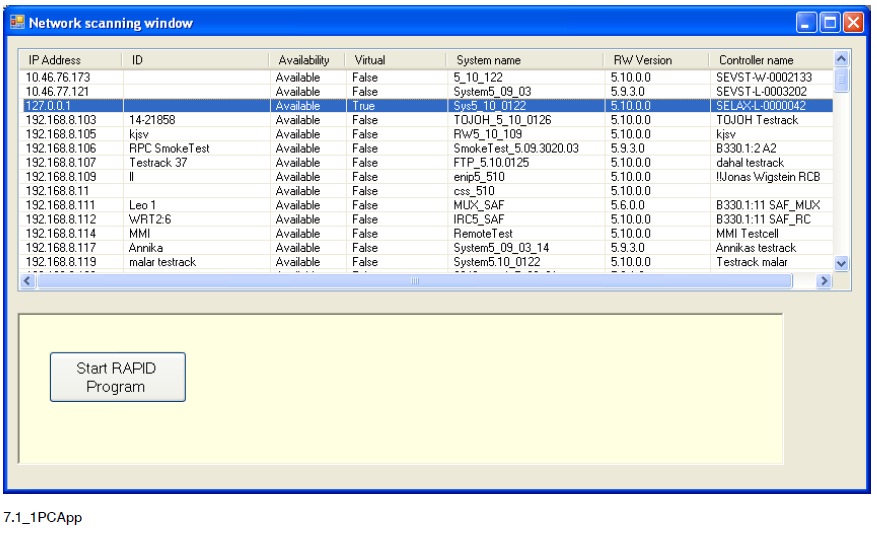 Network scanning window
IP Address ID Availability Virtual System name RW Version Controller name
10.46.76.173 Available False 5_10_122 5.10.0.0 SEVST-W-0002133
10.46.77.121 Available False System5_09_03 5.9.3.0 SEVST-L-0003202
127.0.0.1 Available True Sys5_10_0122 5.10.0.0 SELAX-L-0000042
192.168.8.103 14-21858 Available False TOJOH_5_10_0126 5.10.0.0 TOJOH Testrack
192.168.8.105 kjsv Available False RW5_10_109 5.10.0.0 kjsv
192.168.8.106 RPC SmokeTest Available False SmokeTest_5.09.3020.03 5.9.3.0 B330.1:2 A2
192.168.8.107 Testrack 37 Available False FTP_5.10.0125 5.10.0.0 dahal testrack
192.168.8.109 II Available False enip5_510 5.10.0.0 !!Jonas Wigstein RCB
192.168.8.11 Available False css_510 5.10.0.0
192.168.8.111 Leo 1 Available False MUX_SAF 5.6.0.0 B330.1:11 SAF_MUX
192.168.8.112 WRT2:6 Available False IRC5_SAF 5.10.0.0 B330.1:11 SAF_RC
192.168.8.114 MMI Available False RemoteTest 5.10.0.0 MMI Testcell
192.168.8.117 Annika Available False System5_09_03_14 5.9.3.0 Annikas testrack
192.168.8.119 malar testrack Available False System5.10_0122 5.10.0.0 Testrack malar
Start RAPID
Program
7.1_1PCApp